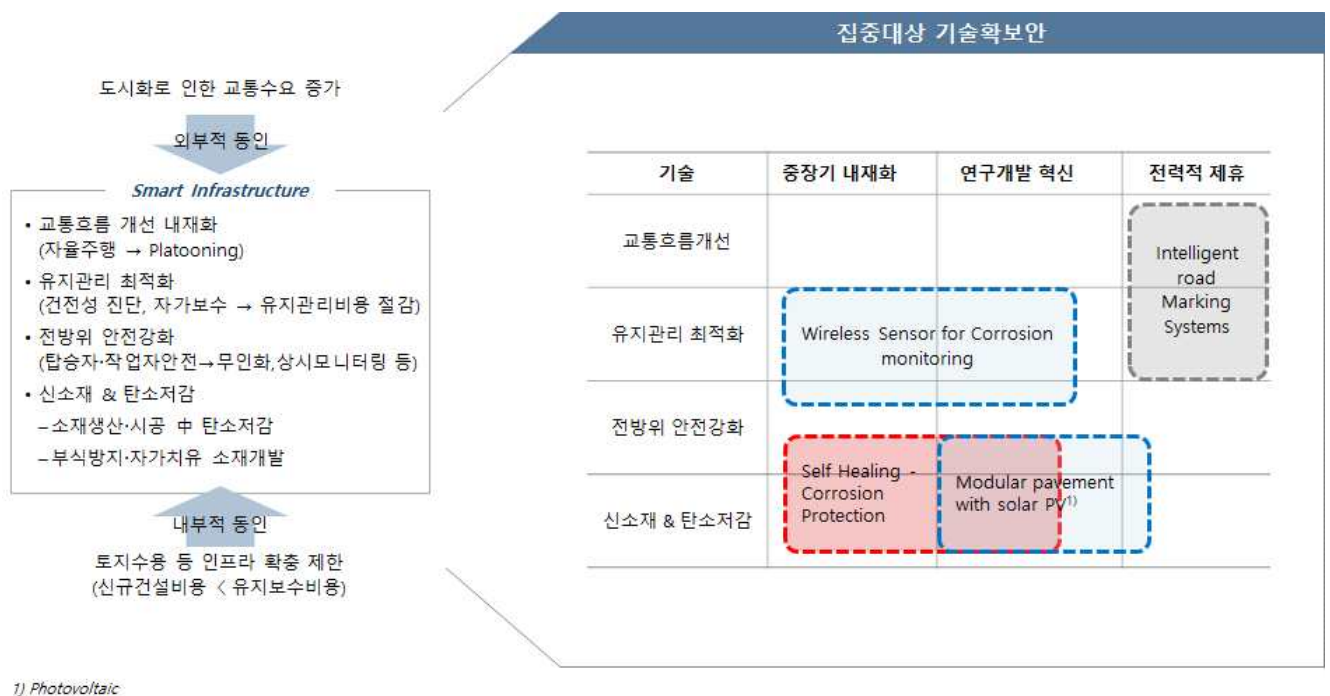 집중대상 기술확보안
도시화로 인한 교통수요 증가
외부적 동인
Smart Infrastructure
• 교통흐름 개선 내재화
(자율주행 → Platooning)
• 유지관리 최적화
(건전성 진단, 자가보수 → 유지관리비용 절감)
• 전방위 안전강화
(탑승자·작업자안전→무인화,상시모니터링 등)
• 신소재 & 탄소저감
–소재생산·시공 中 탄소저감
–부식방지·자가치유 소재개발
내부적 동인
토지수용 등 인프라 확충 제한
(신규건설비용 < 유지보수비용)
기술 중장기 내재화 연구개발 혁신 전력적 제휴
교통흐름개선
Intelligent
road
Marking
Systems
유지관리 최적화
Wireless Sensor for Corrosion
monitoring
전방위 안전강화
신소재 & 탄소저감
Self Healing -
Corrosion
Protection
Modular pavement
with solar PV1)
1) Photovoltaic